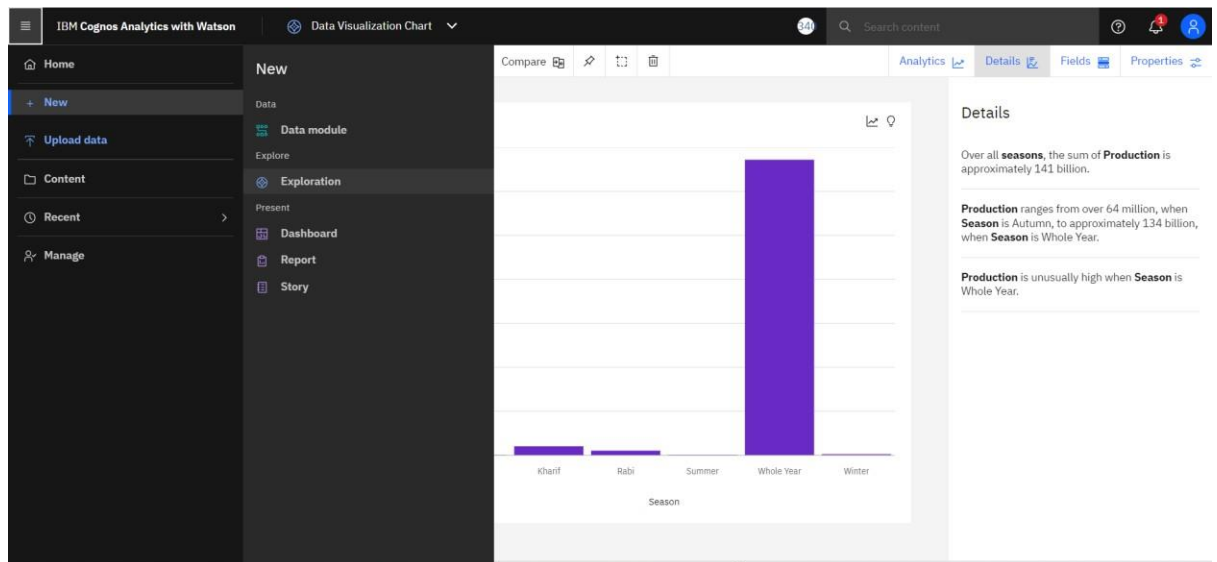 IBM Cognos Analytics with Watson
Data Visualization Chart
340
Search content
1
Home
New
Upload data
Content
Recent
Manage
New
Data
Data module
Explore
Exploration
Present
Dashboard
Report
Story
Compare
Analytics
Details
Fields
Properties
Kharif
Rabi
Summer
Whole Year
Winter
Season
Details
Over all seasons, the sum of Production is
approximately 141 billion.
Production ranges from over 64 million, when
Season is Autumn, to approximately 134 billion,
when Season is Whole Year.
Production is unusually high when Season is
Whole Year.